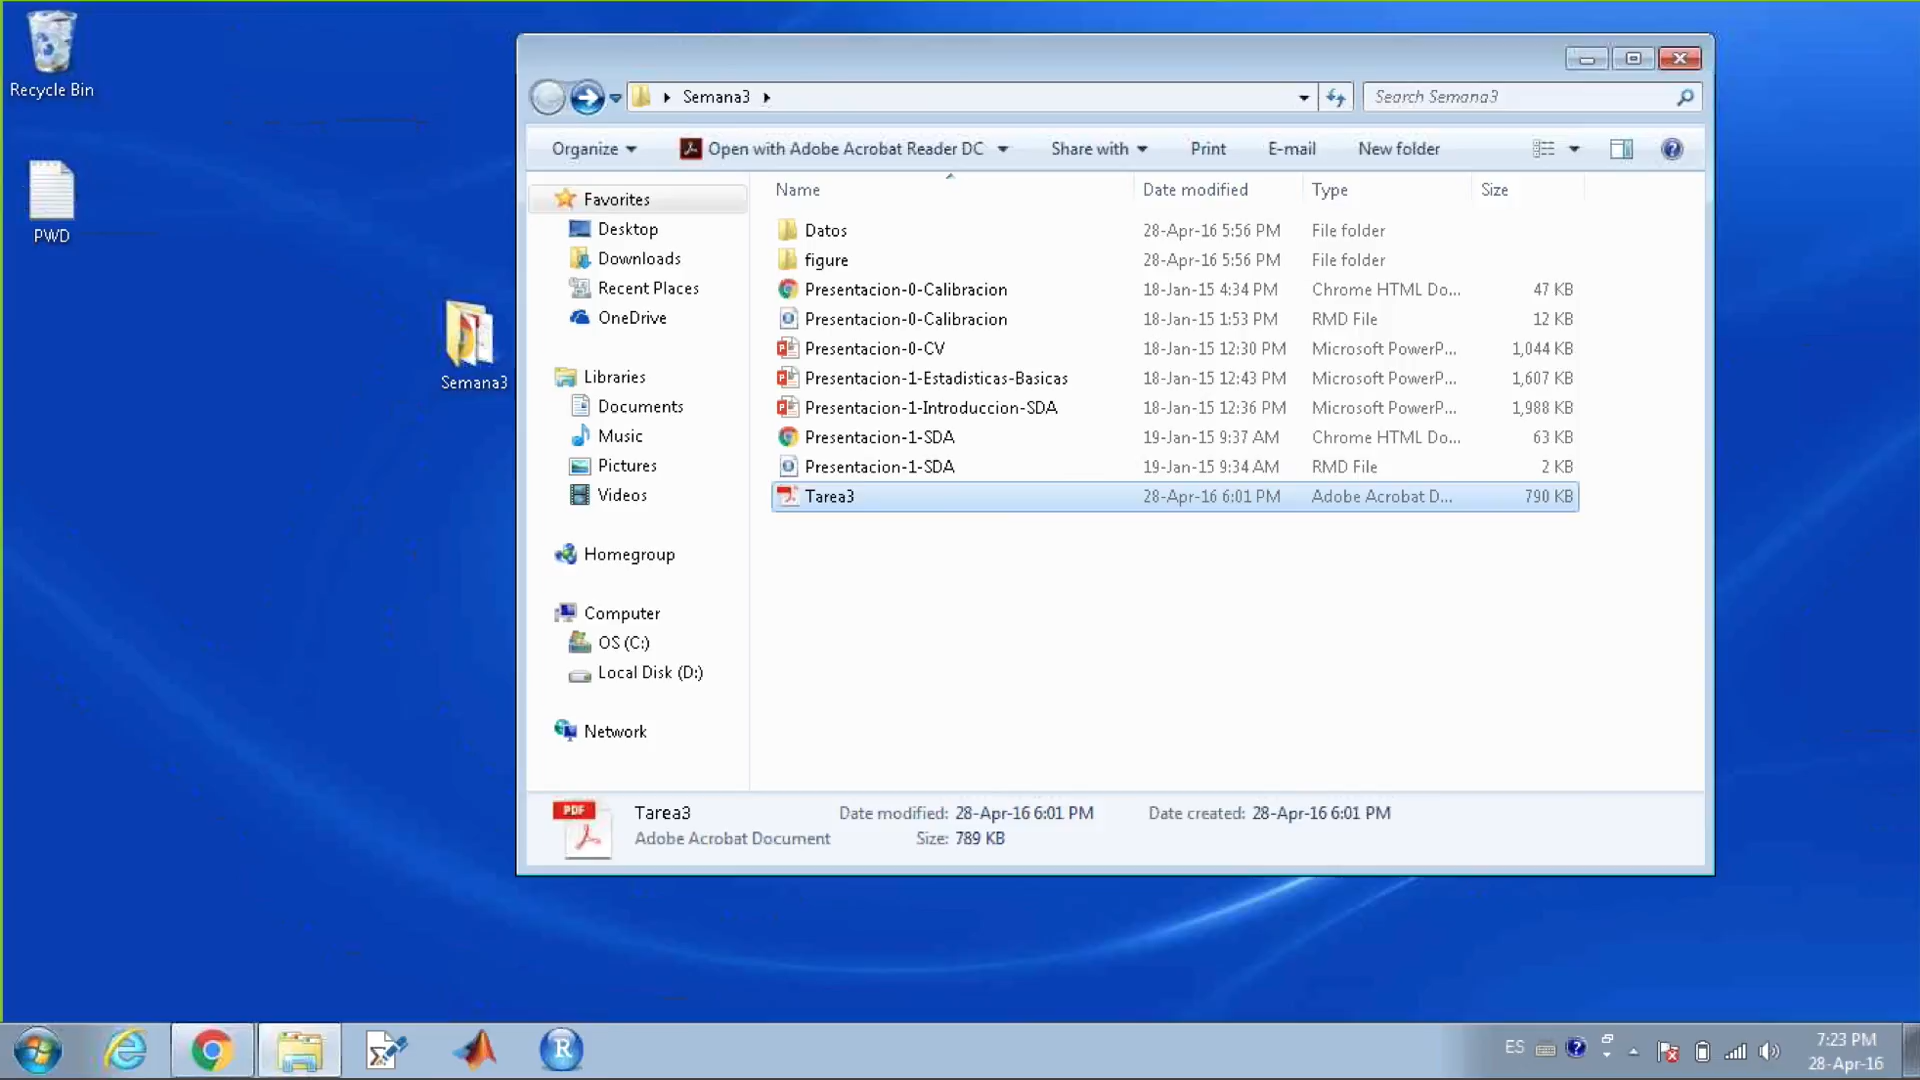 Recycle Bin
PWD
Semana3
Semana3
Search Semana3
Organize
Open with Adobe Acrobat Reader DC
Share with
Print
E-mail
New folder
Favorites
Desktop
Downloads
Recent Places
OneDrive
Libraries
Documents
Music
Pictures
Videos
Homegroup
Computer
OS (C:)
Local Disk (D:)
Network
Name Date modified Type Size
Datos 28-Apr-16 5:56 PM File folder
figure 28-Apr-16 5:56 PM File folder
Presentacion-0-Calibracion 18-Jan-15 4:34 PM Chrome HTML Do... 47 KB
Presentacion-0-Calibracion 18-Jan-15 1:53 PM RMD File 12 KB
Presentacion-0-CV 18-Jan-15 12:30 PM Microsoft PowerP... 1,044 KB
Presentacion-1-Estadisticas-Basicas 18-Jan-15 12:43 PM Microsoft PowerP... 1,607 KB
Presentacion-1-Introduccion-SDA 18-Jan-15 12:36 PM Microsoft PowerP... 1,988 KB
Presentacion-1-SDA 19-Jan-15 9:37 AM Chrome HTML Do... 63 KB
Presentacion-1-SDA 19-Jan-15 9:34 AM RMD File 2 KB
Tarea3 28-Apr-16 6:01 PM Adobe Acrobat D... 790 KB
PDF
Tarea3 Date modified: 28-Apr-16 6:01 PM Date created: 28-Apr-16 6:01 PM
Adobe Acrobat Document Size: 789 KB
R
ES
7:23 PM
28-Apr-16